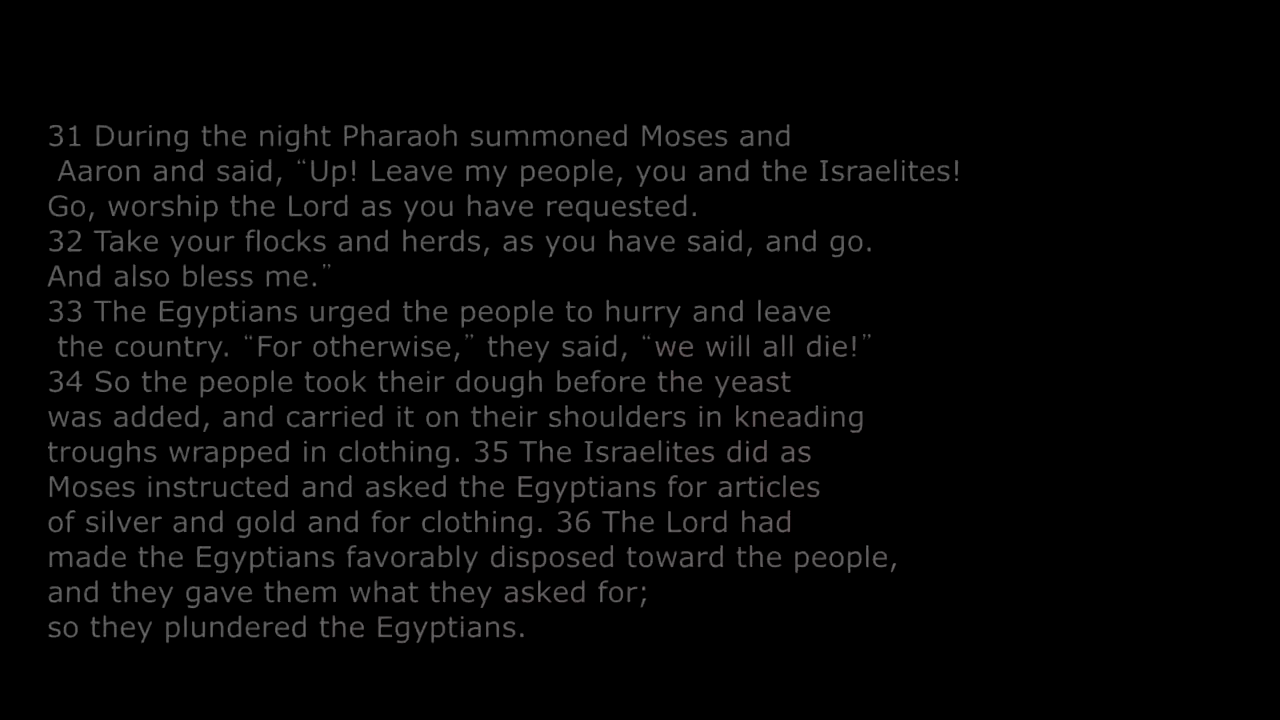 31 During the night Pharaoh summoned Moses and
Aaron and said, “Up! Leave my people, you and the Israelites!
Go, worship the Lord as you have requested.
32 Take your flocks and herds, as you have said, and go.
And also bless me.”
33 The Egyptians urged the people to hurry and leave
the country. “For otherwise,” they said, “we will all die!”
34 So the people took their dough before the yeast
was added, and carried it on their shoulders in kneading
troughs wrapped in clothing. 35 The Israelites did as
Moses instructed and asked the Egyptians for articles
of silver and gold and for clothing. 36 The Lord had
made the Egyptians favorably disposed toward the people,
and they gave them what they asked for;
so they plundered the Egyptians.